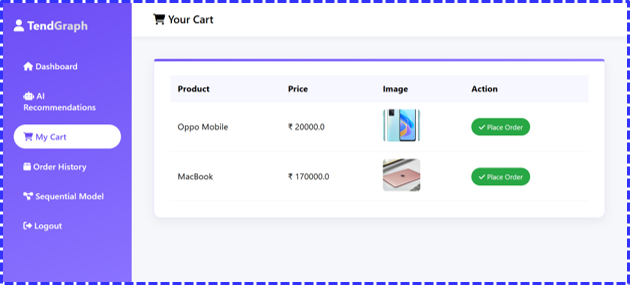 TendGraph
Your Cart
Dashboard
AI
Recommendations
My Cart
Order History
Sequential Model
Logout
Product Price Image Action
Oppo Mobile ₹ 20000.0 Place Order
MacBook ₹ 170000.0 Place Order